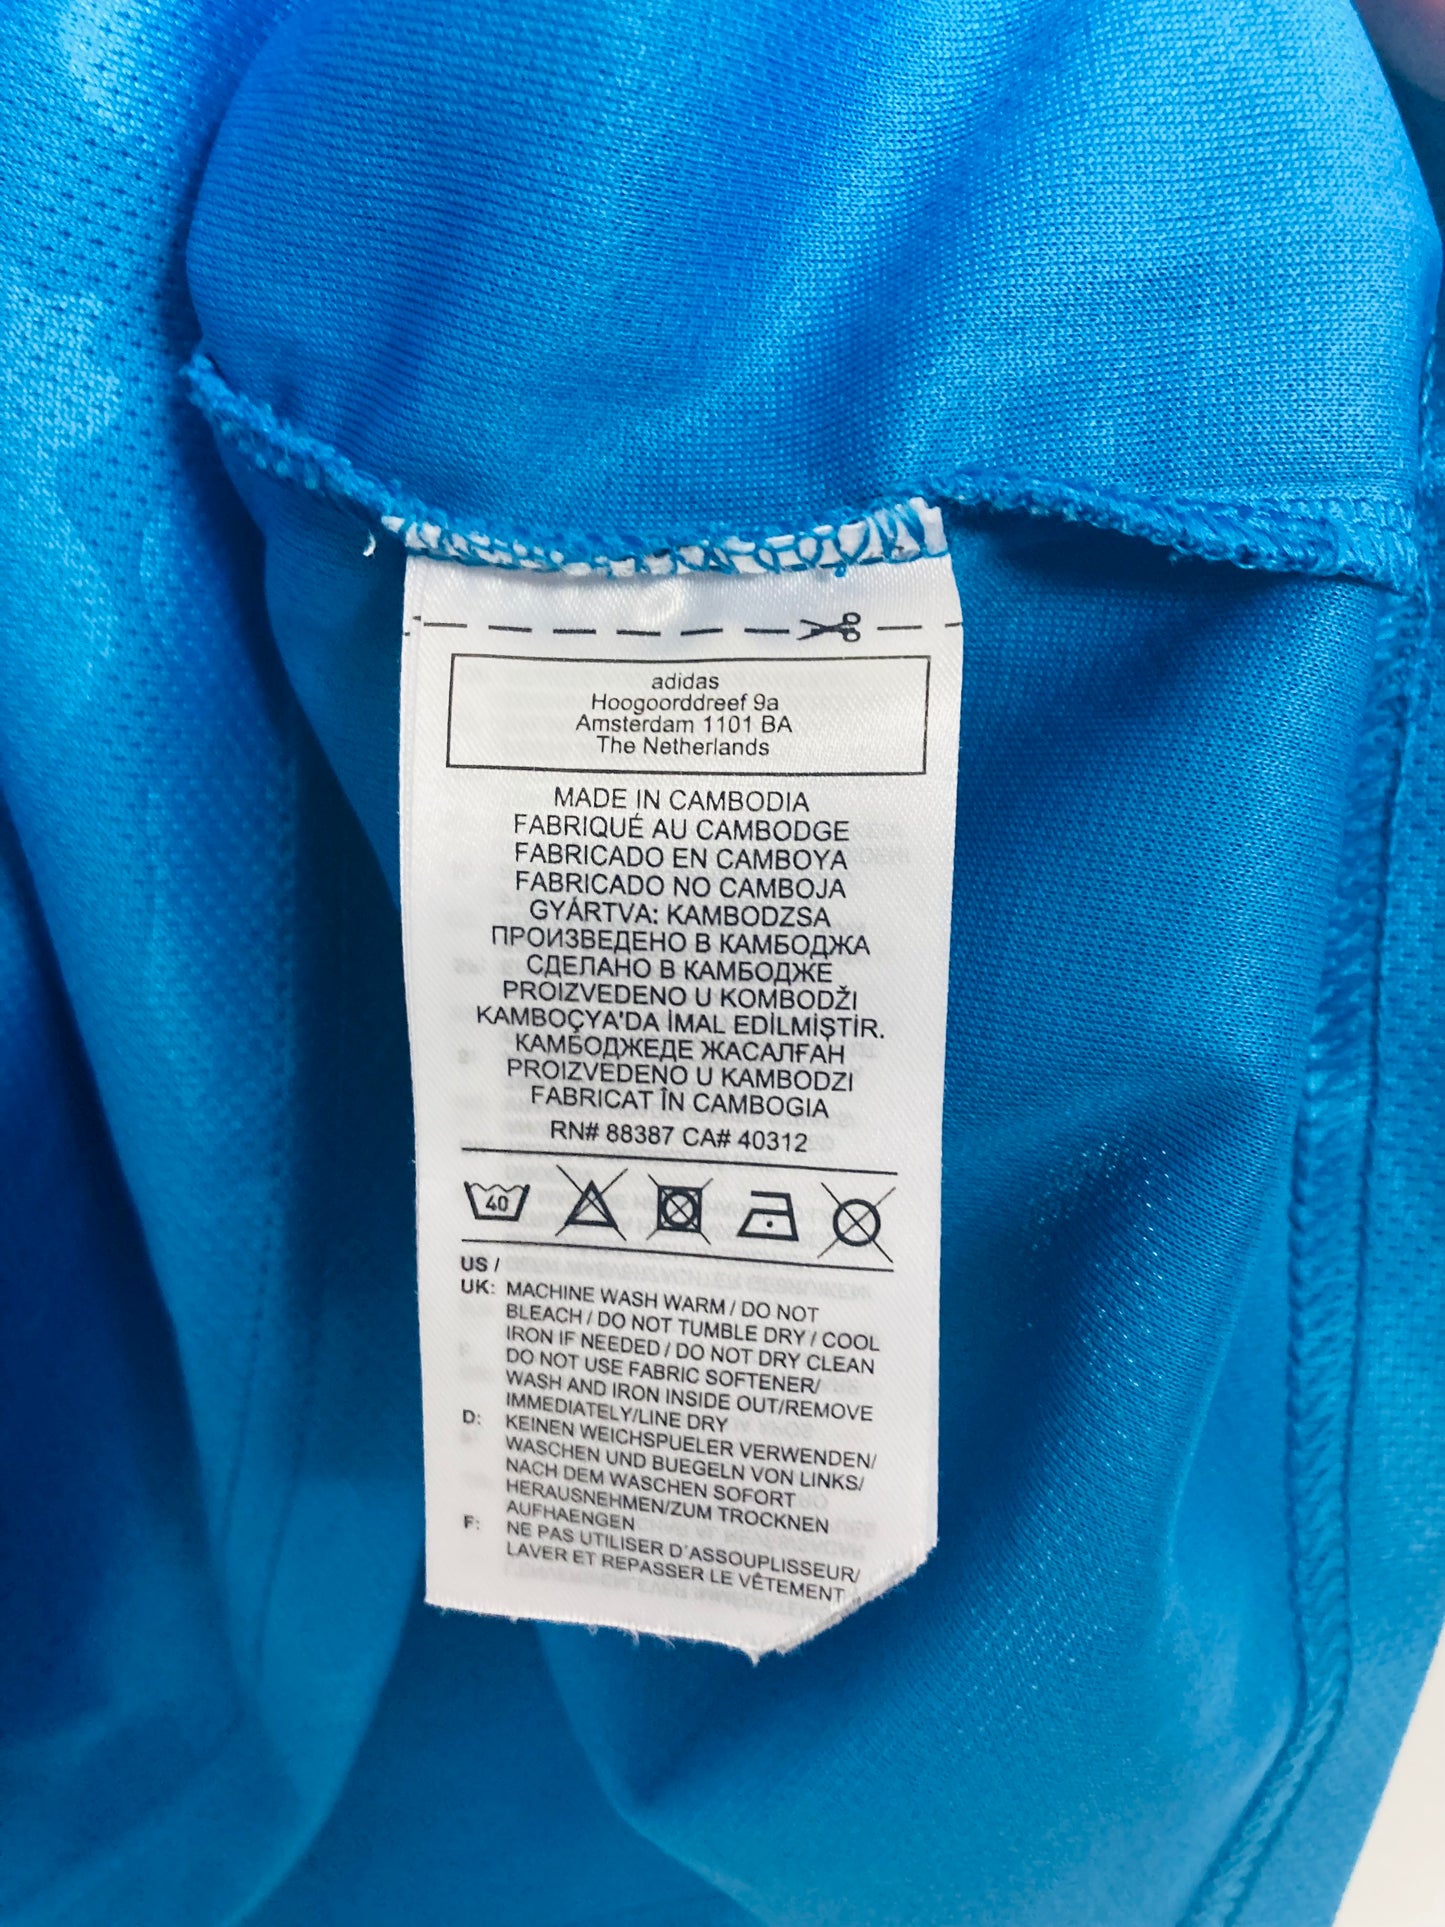 adidas
Hoogoorddreef 9a
Amsterdam 1101 BA
The Netherlands
MADE IN CAMBODIA
FABRIQUÉ AU CAMBODGE
FABRICADO EN CAMBOYA
FABRICADO NO CAMBOJA
GYÁRTVA: KAMBODZSA
ПРОИЗВЕДЕНО В КАМБОДЖА
СДЕЛАНО В КАМБОДЖЕ
PROIZVEDENO U KOMBODŽI
KAMBOÇYA'DA İMAL EDİLMİŞTİR.
КАМБОДЖЕДЕ ЖАСАЛҒАН
PROIZVEDENO U KAMBODZI
FABRICAT ÎN CAMBOGIA
RN# 88387 CA# 40312
40
US /
UK: MACHINE WASH WARM / DO NOT
BLEACH / DO NOT TUMBLE DRY / COOL
IRON IF NEEDED / DO NOT DRY CLEAN
DO NOT USE FABRIC SOFTENER/
WASH AND IRON INSIDE OUT/REMOVE
IMMEDIATELY/LINE DRY
D: KEINEN WEICHSPUELER VERWENDEN/
WASCHEN UND BUEGELN VON LINKS/
NACH DEM WASCHEN SOFORT
HERAUSNEHMEN/ZUM TROCKNEN
AUFHAENGEN
F: NE PAS UTILISER D'ASSOUPLISSEUR/
LAVER ET REPASSER LE VÊTEMENT